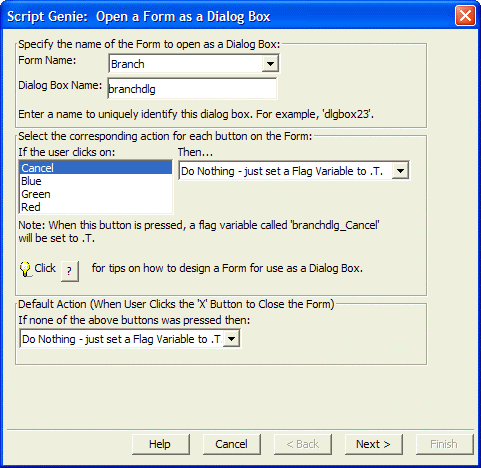 Script Genie: Open a Form as a Dialog Box
Specify the name of the Form to open as a Dialog Box:
Form Name: Branch
Dialog Box Name: branchdlg
Enter a name to uniquely identify this dialog box. For example, 'dlgbox23'.
Select the corresponding action for each button on the Form:
If the user clicks on: Then...
Cancel Do Nothing - just set a Flag Variable to .T.
Blue
Green
Red
Note: When this button is pressed, a flag variable called 'branchdlg_Cancel'
will be set to .T.
Click ? for tips on how to design a Form for use as a Dialog Box.
Default Action (When User Clicks the 'X' Button to Close the Form)
If none of the above buttons was pressed then:
Do Nothing - just set a Flag Variable to .T
Help Cancel < Back Next > Finish